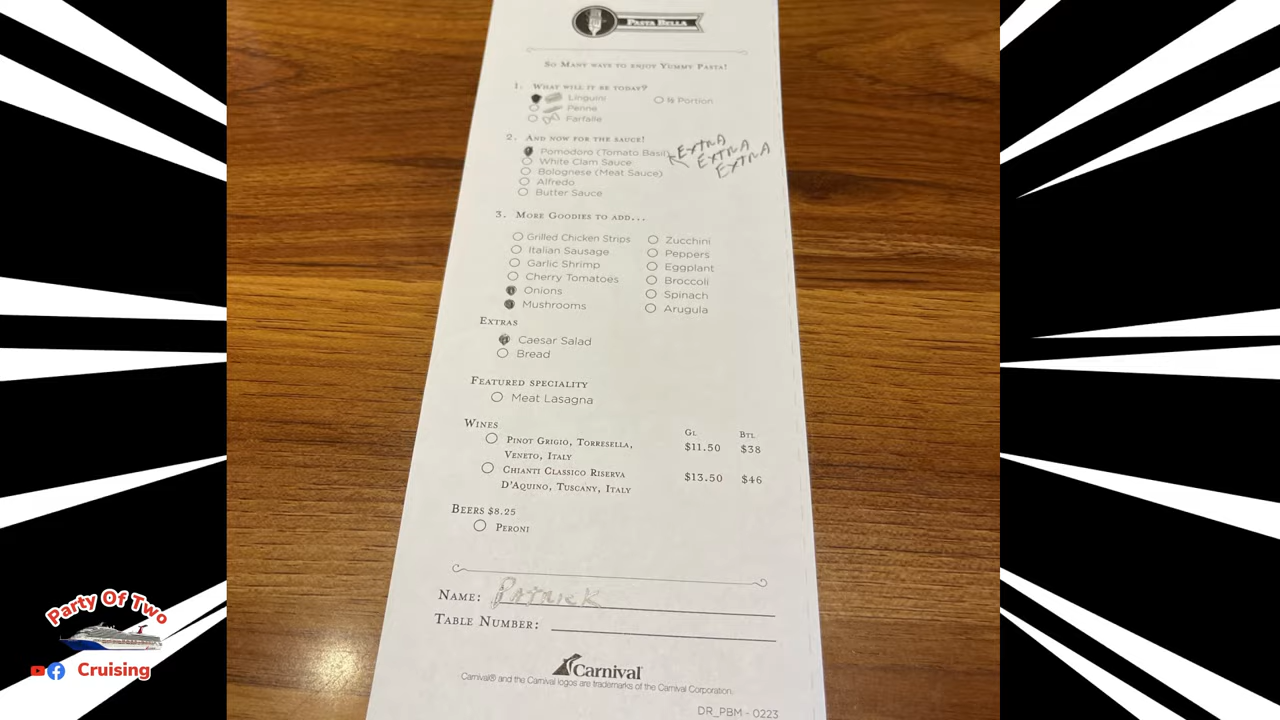 PASTA BELLA
SO MANY WAYS TO ENJOY YUMMY PASTA!
1. WHAT WILL IT BE TODAY?
Linguini
½ Portion
Penne
Farfalle
2. AND NOW FOR THE SAUCE!
Pomodoro (Tomato Basil) EXTRA
White Clam Sauce EXTRA
Bolognese (Meat Sauce) EXTRA
Alfredo
Butter Sauce
3. MORE GOODIES TO ADD...
Grilled Chicken Strips
Zucchini
Italian Sausage
Peppers
Garlic Shrimp
Eggplant
Cherry Tomatoes
Broccoli
Onions
Spinach
Mushrooms
Arugula
EXTRAS
Caesar Salad
Bread
FEATURED SPECIALITY
Meat Lasagna
WINES GL BTL
PINOT GRIGIO, TORRESELLA, $11.50 $38
VENETO, ITALY
CHIANTI CLASSICO RISERVA $13.50 $46
D'AQUINO, TUSCANY, ITALY
BEERS $8.25
PERONI
NAME: PATRICK
TABLE NUMBER:
Carnival
Carnival® and the Carnival logos are trademarks of the Carnival Corporation.
DR_PBM - 0223
Party Of Two
Cruising